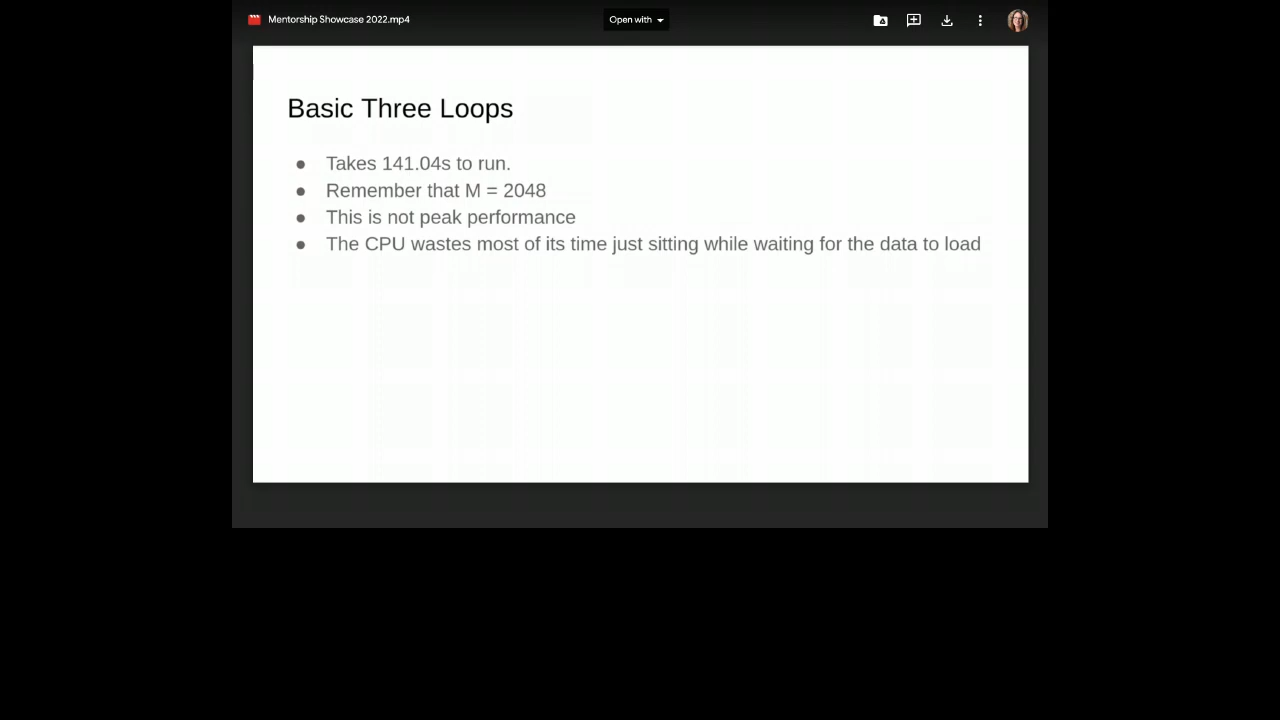 Mentorship Showcase 2022.mp4
Open with
Basic Three Loops
● Takes 141.04s to run.
● Remember that M = 2048
● This is not peak performance
● The CPU wastes most of its time just sitting while waiting for the data to load